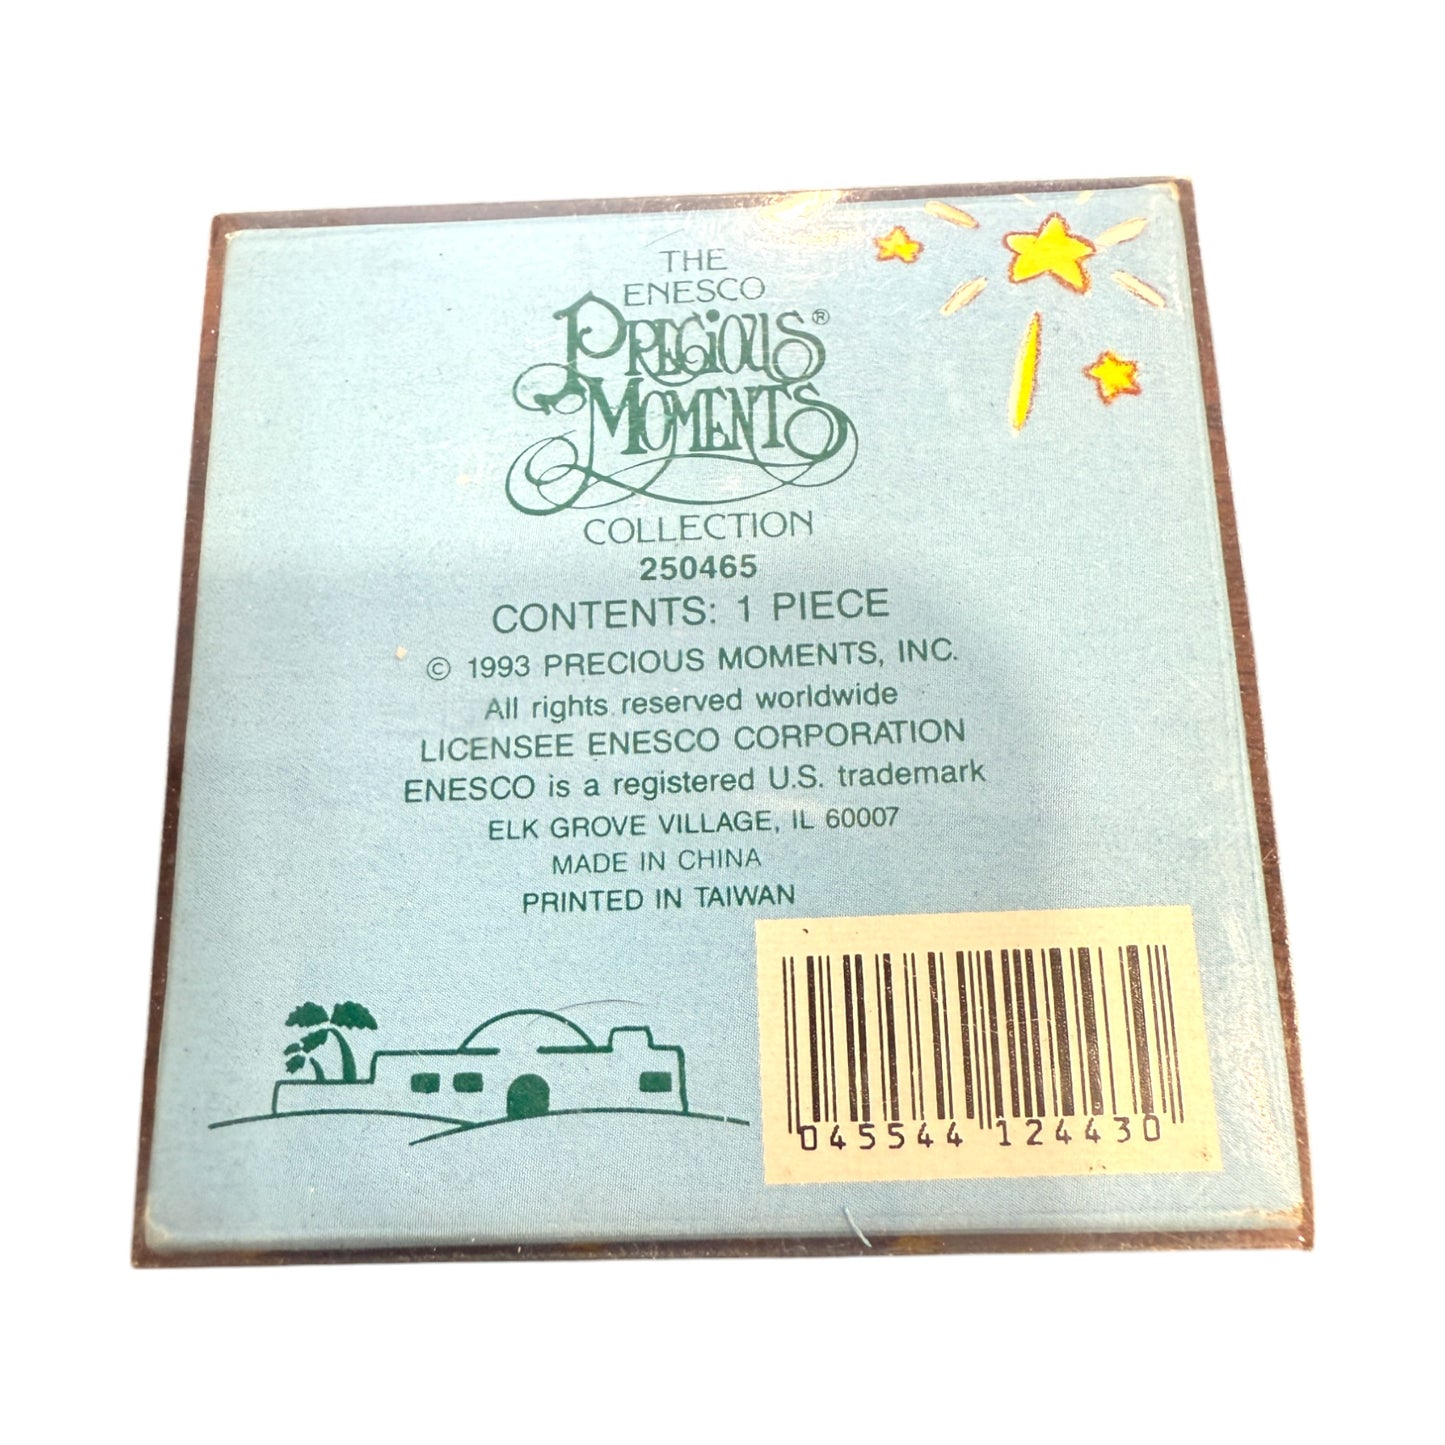 THE
ENESCO
PRECIOUS®
MOMENTS
COLLECTION
250465
CONTENTS: 1 PIECE
© 1993 PRECIOUS MOMENTS, INC.
All rights reserved worldwide
LICENSEE ENESCO CORPORATION
ENESCO is a registered U.S. trademark
ELK GROVE VILLAGE, IL 60007
MADE IN CHINA
PRINTED IN TAIWAN
045544 124430